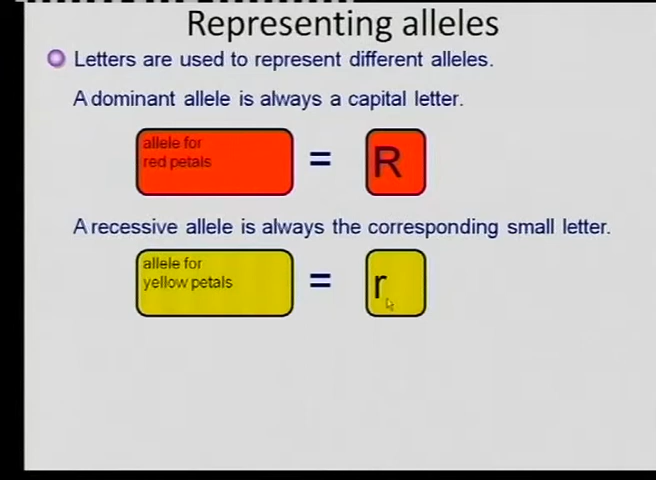 Representing alleles
Letters are used to represent different alleles.
A dominant allele is always a capital letter.
allele for
red petals
=
R
A recessive allele is always the corresponding small letter.
allele for
yellow petals
=
r